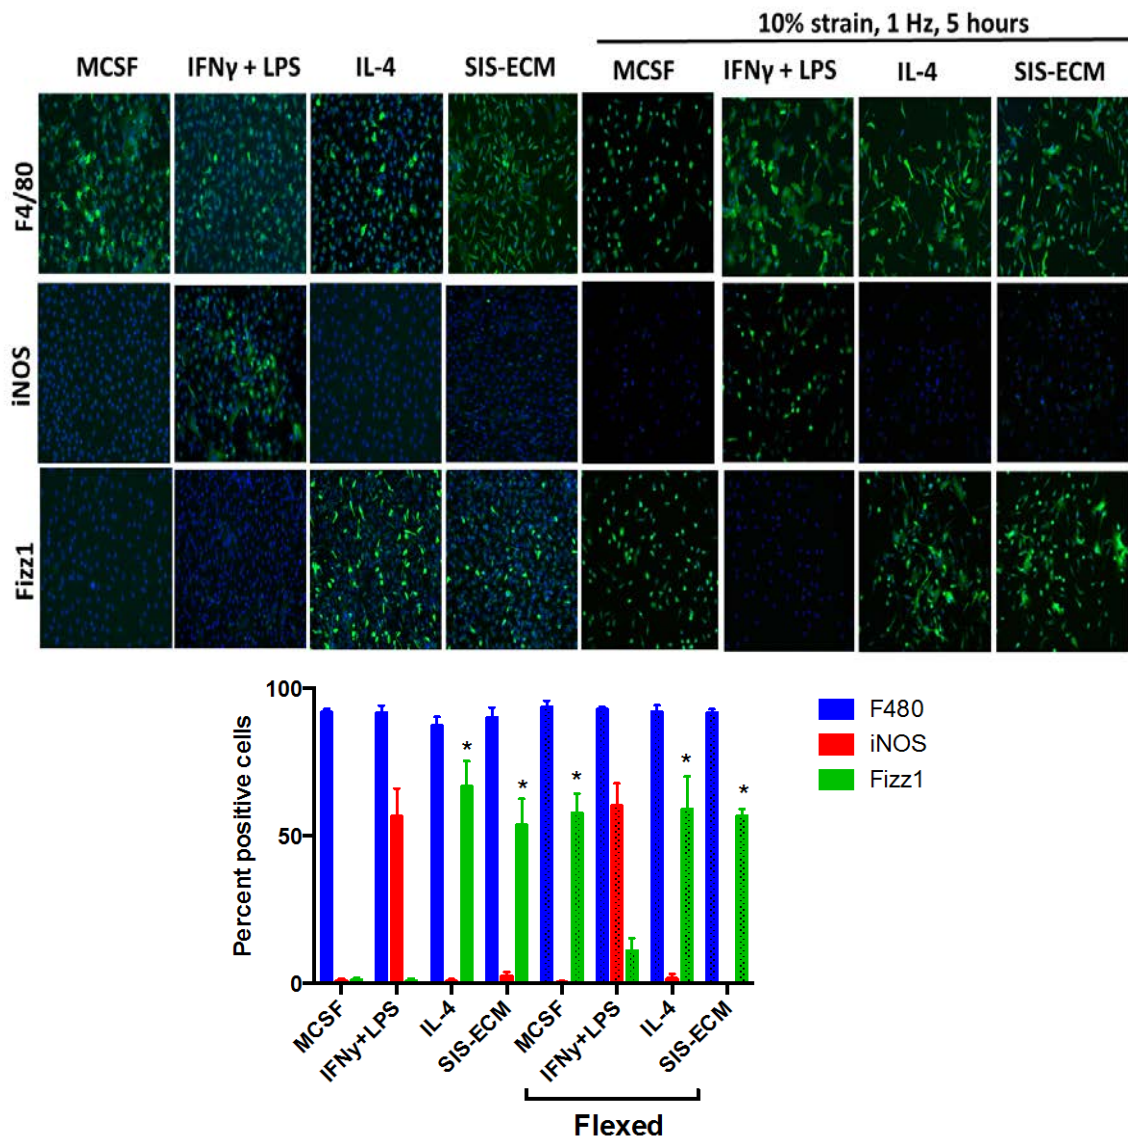 10% strain, 1 Hz, 5 hours
MCSF IFNγ + LPS IL-4 SIS-ECM MCSF IFNγ + LPS IL-4 SIS-ECM
F4/80
iNOS
Fizz1
Percent positive cells
100
50
0
* * * * *
F480
iNOS
Fizz1
MCSF IFNγ+LPS IL-4 SIS-ECM MCSF IFNγ+LPS IL-4 SIS-ECM
Flexed